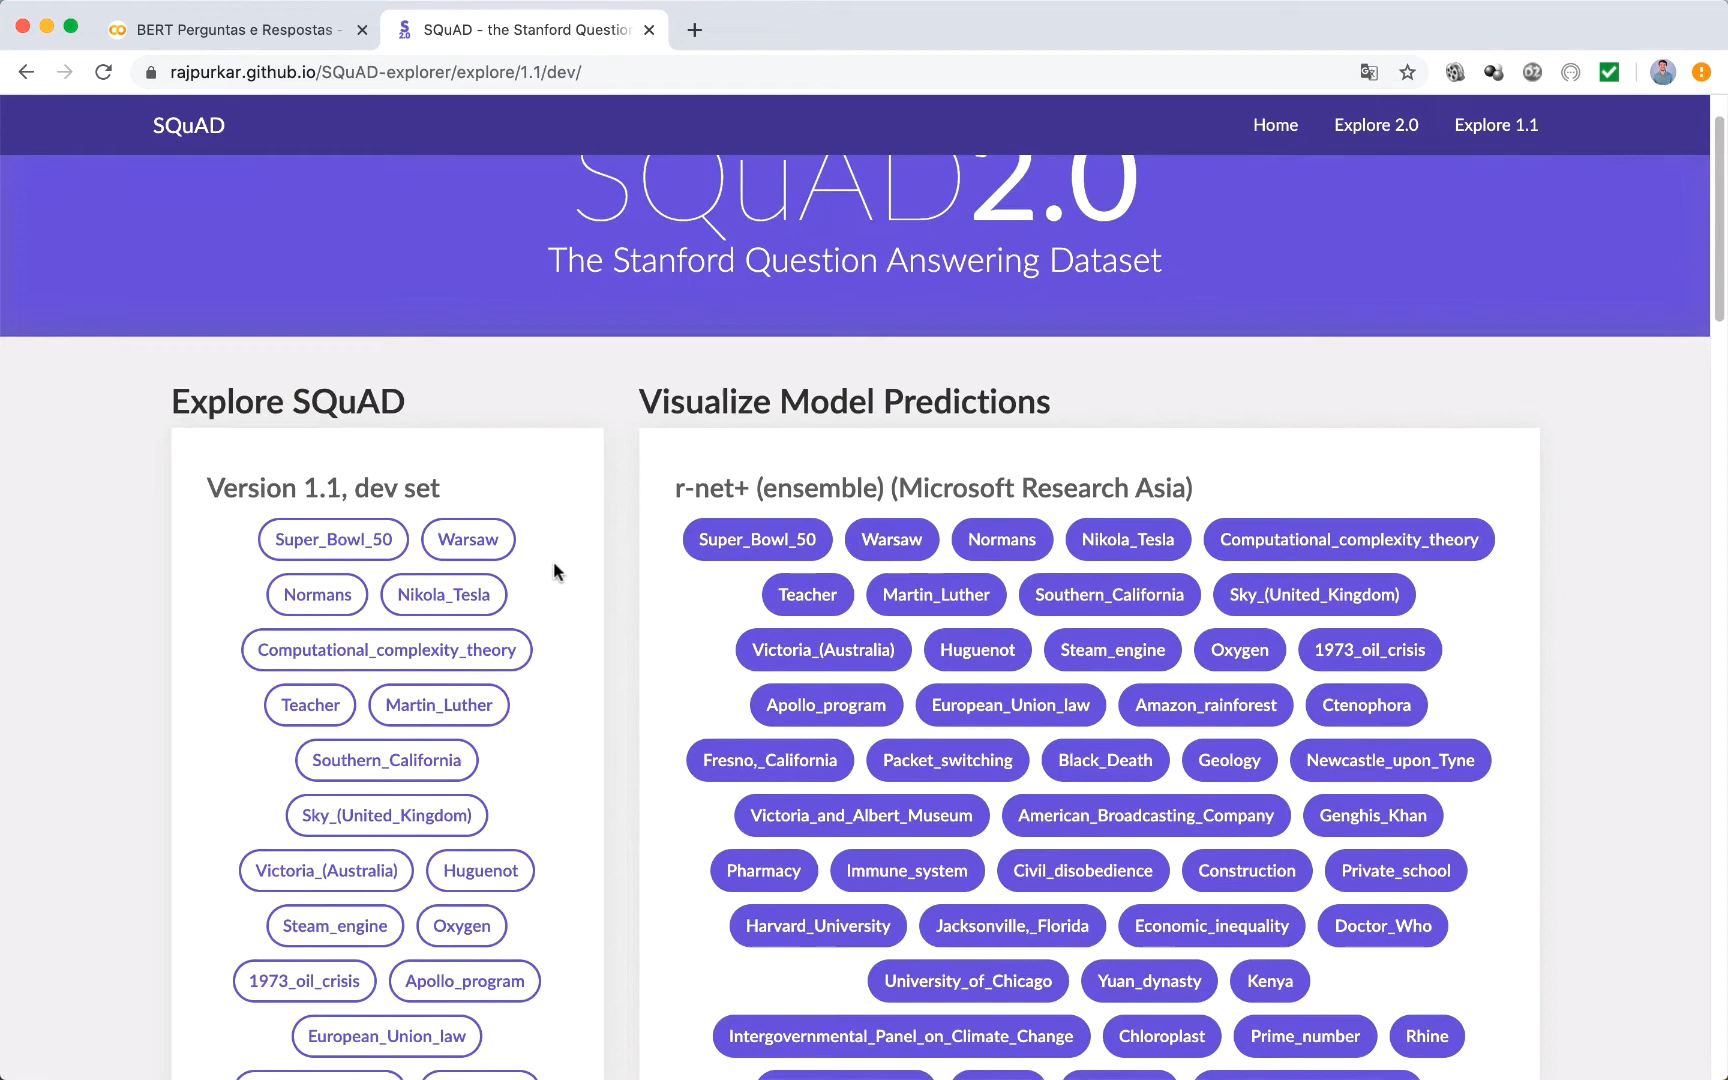 BERT Perguntas e Respostas -
SQuAD - the Stanford Questio
rajpurkar.github.io/SQuAD-explorer/explore/1.1/dev/
SQuAD
Home
Explore 2.0
Explore 1.1
SQuAD2.0
The Stanford Question Answering Dataset
Explore SQuAD
Version 1.1, dev set
Super_Bowl_50 Warsaw
Normans Nikola_Tesla
Computational_complexity_theory
Teacher Martin_Luther
Southern_California
Sky_(United_Kingdom)
Victoria_(Australia) Huguenot
Steam_engine Oxygen
1973_oil_crisis Apollo_program
European_Union_law
Visualize Model Predictions
r-net+ (ensemble) (Microsoft Research Asia)
Super_Bowl_50 Warsaw Normans Nikola_Tesla Computational_complexity_theory
Teacher Martin_Luther Southern_California Sky_(United_Kingdom)
Victoria_(Australia) Huguenot Steam_engine Oxygen 1973_oil_crisis
Apollo_program European_Union_law Amazon_rainforest Ctenophora
Fresno,_California Packet_switching Black_Death Geology Newcastle_upon_Tyne
Victoria_and_Albert_Museum American_Broadcasting_Company Genghis_Khan
Pharmacy Immune_system Civil_disobedience Construction Private_school
Harvard_University Jacksonville,_Florida Economic_inequality Doctor_Who
University_of_Chicago Yuan_dynasty Kenya
Intergovernmental_Panel_on_Climate_Change Chloroplast Prime_number Rhine